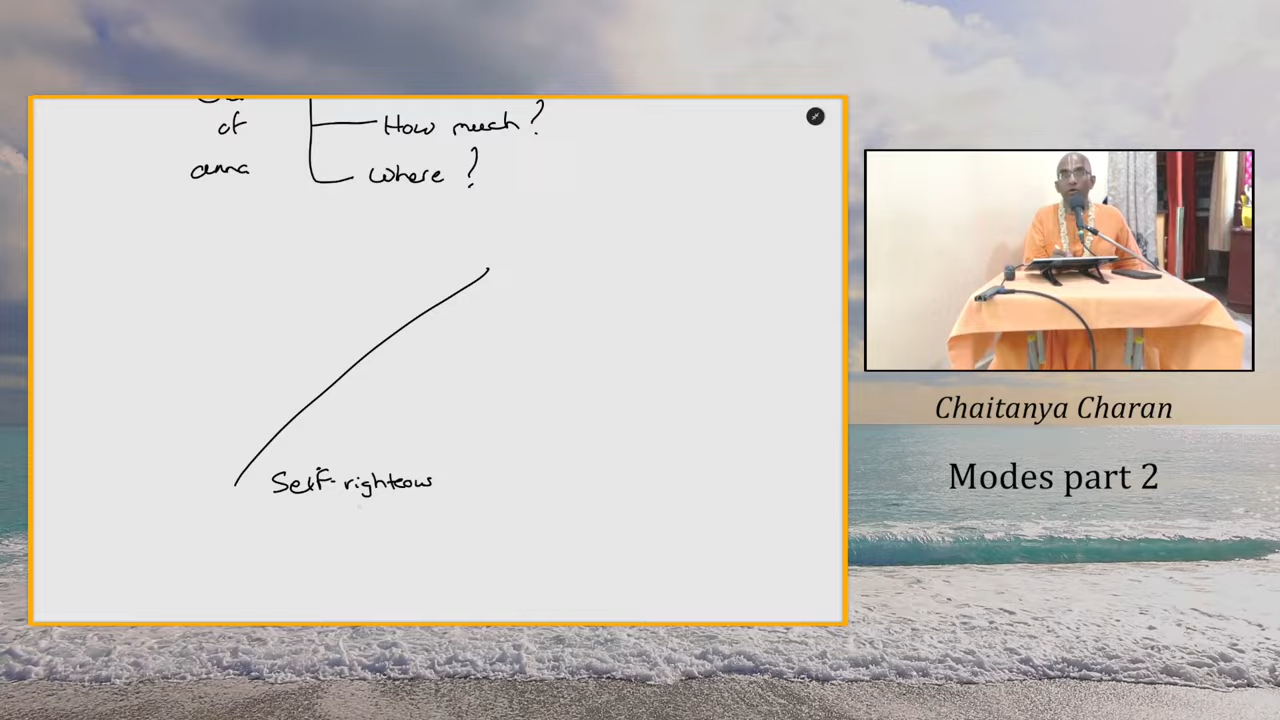 of
anna
How much?
Where?
Self-righteous
Chaitanya Charan
Modes part 2